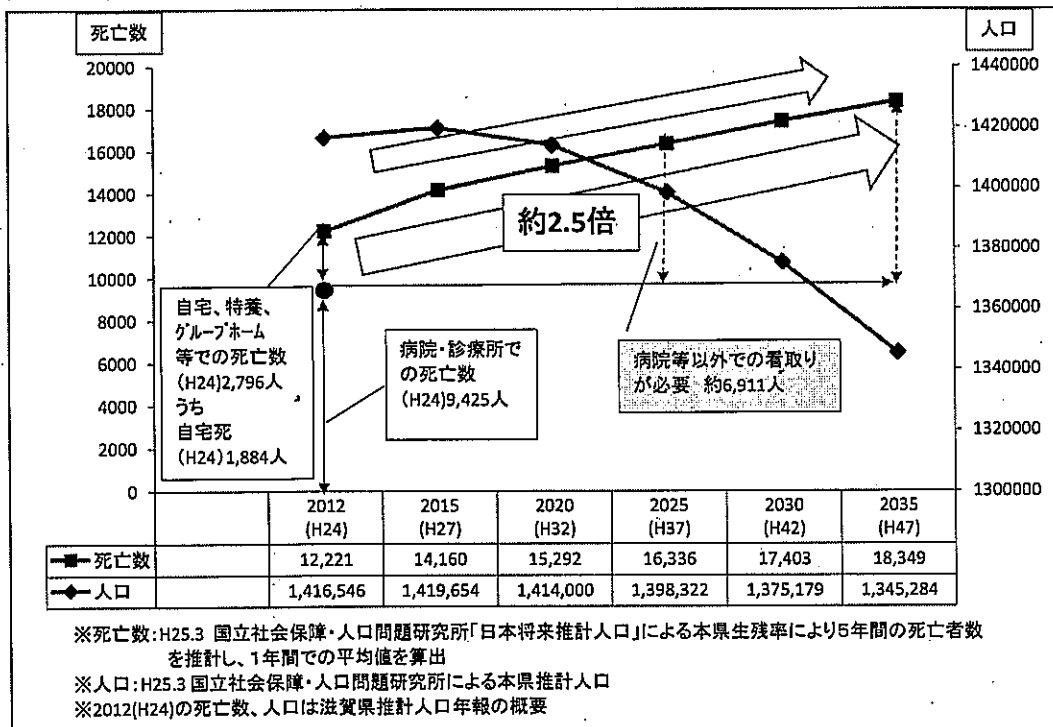 死亡数
人口
20000
18000
16000
14000
12000
10000
8000
6000
4000
2000
0
1440000
1420000
1400000
1380000
1360000
1340000
1320000
1300000
約2.5倍
自宅、特養、
グループホーム
等での死亡数
(H24)2,796人
うち
自宅死
(H24)1,884人
病院・診療所で
の死亡数
(H24)9,425人
病院等以外での看取り
が必要 約6,911人
2012 2015 2020 2025 2030 2035
(H24) (H27) (H32) (H37) (H42) (H47)
死亡数 12,221 14,160 15,292 16,336 17,403 18,349
人口 1,416,546 1,419,654 1,414,000 1,398,322 1,375,179 1,345,284
※死亡数:H25.3 国立社会保障・人口問題研究所「日本将来推計人口」による本県生残率により5年間の死亡者数
を推計し、1年間での平均値を算出
※人口:H25.3 国立社会保障・人口問題研究所による本県推計人口
※2012(H24)の死亡数、人口は滋賀県推計人口年報の概要